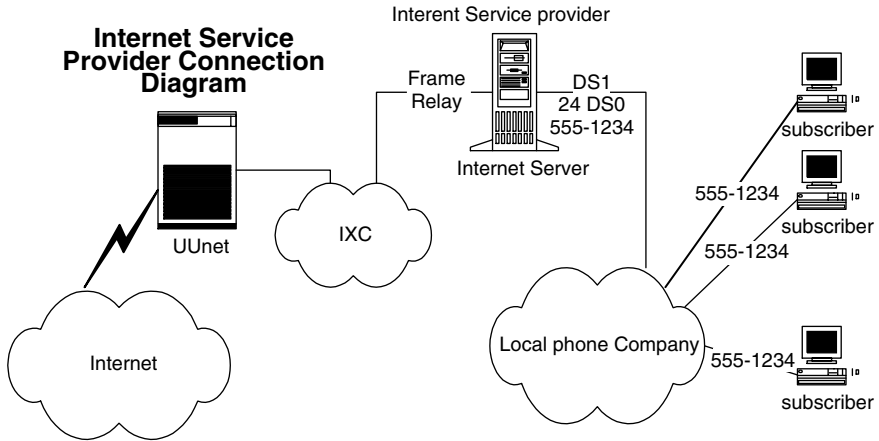 Interent Service provider
Internet Service
Provider Connection
Diagram
Frame
Relay
DS1
24 DS0
555-1234
Internet Server
UUnet
IXC
Internet
Local phone Company
555-1234
555-1234
555-1234
subscriber
subscriber
subscriber